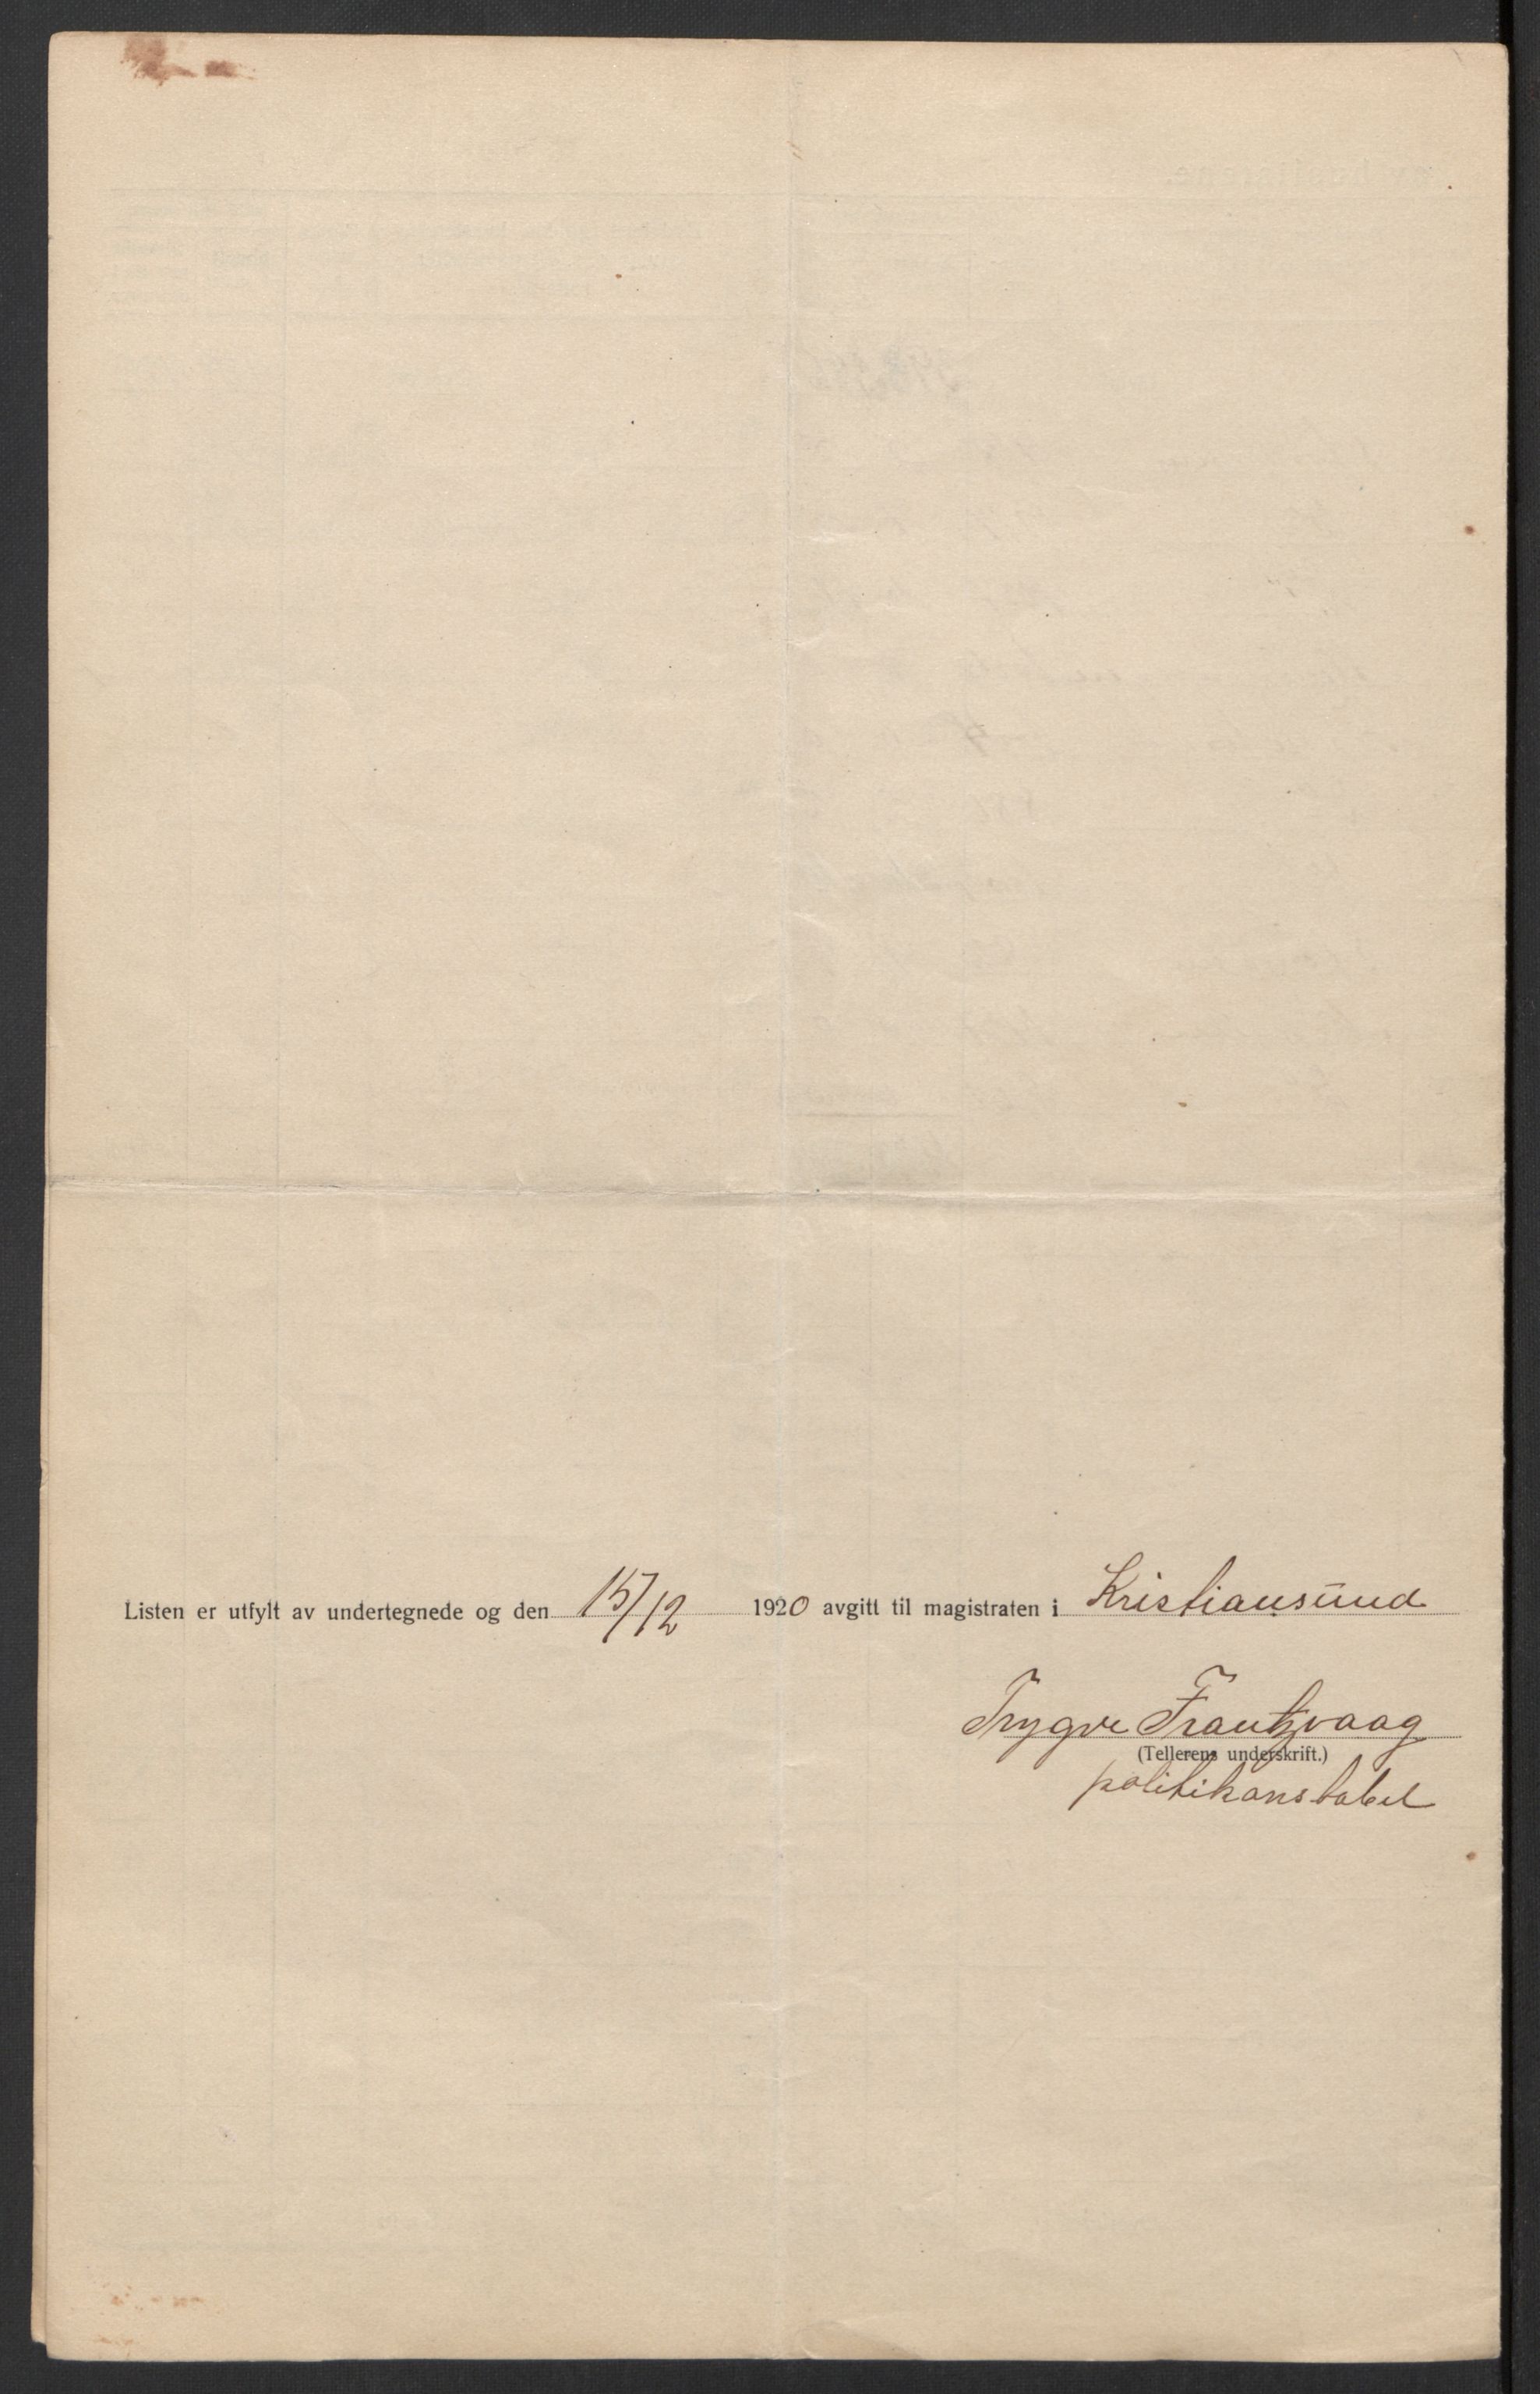 Listen er utfylt av undertegnede og den 15/12 1920 avgitt til magistraten i Kristiansund
Trygve Frantzvaag
(Tellerens underskrift.)
politikonstabel